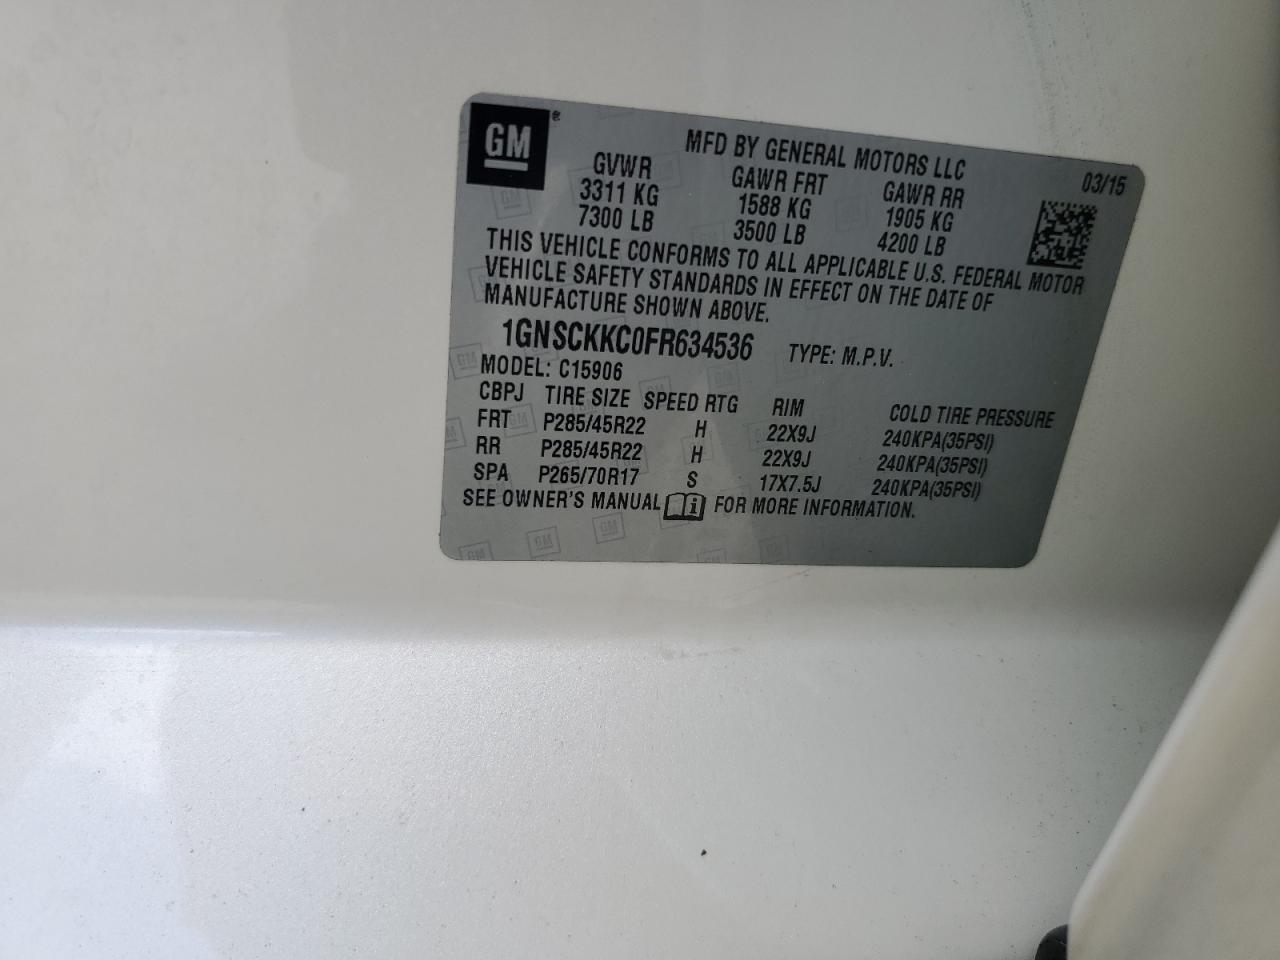 GM ®
MFD BY GENERAL MOTORS LLC
03/15
GVWR GAWR FRT GAWR RR
3311 KG 1588 KG 1905 KG
7300 LB 3500 LB 4200 LB
THIS VEHICLE CONFORMS TO ALL APPLICABLE U.S. FEDERAL MOTOR
VEHICLE SAFETY STANDARDS IN EFFECT ON THE DATE OF
MANUFACTURE SHOWN ABOVE.
1GNSCKKC0FR634536 TYPE: M.P.V.
MODEL: C15906
CBPJ TIRE SIZE SPEED RTG RIM COLD TIRE PRESSURE
FRT P285/45R22 H 22X9J 240KPA(35PSI)
RR P285/45R22 H 22X9J 240KPA(35PSI)
SPA P265/70R17 S 17X7.5J 240KPA(35PSI)
SEE OWNER'S MANUAL FOR MORE INFORMATION.